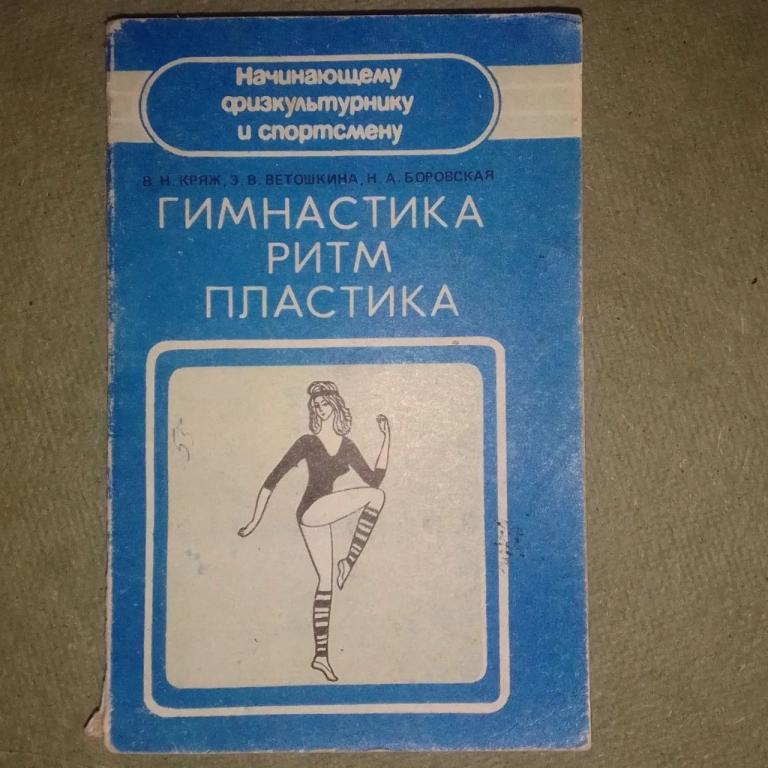 Начинающему
физкультурнику
и спортсмену
В. Н. КРЯЖ, Э. В. ВЕТОШКИНА, Н. А. БОРОВСКАЯ
ГИМНАСТИКА
РИТМ
ПЛАСТИКА